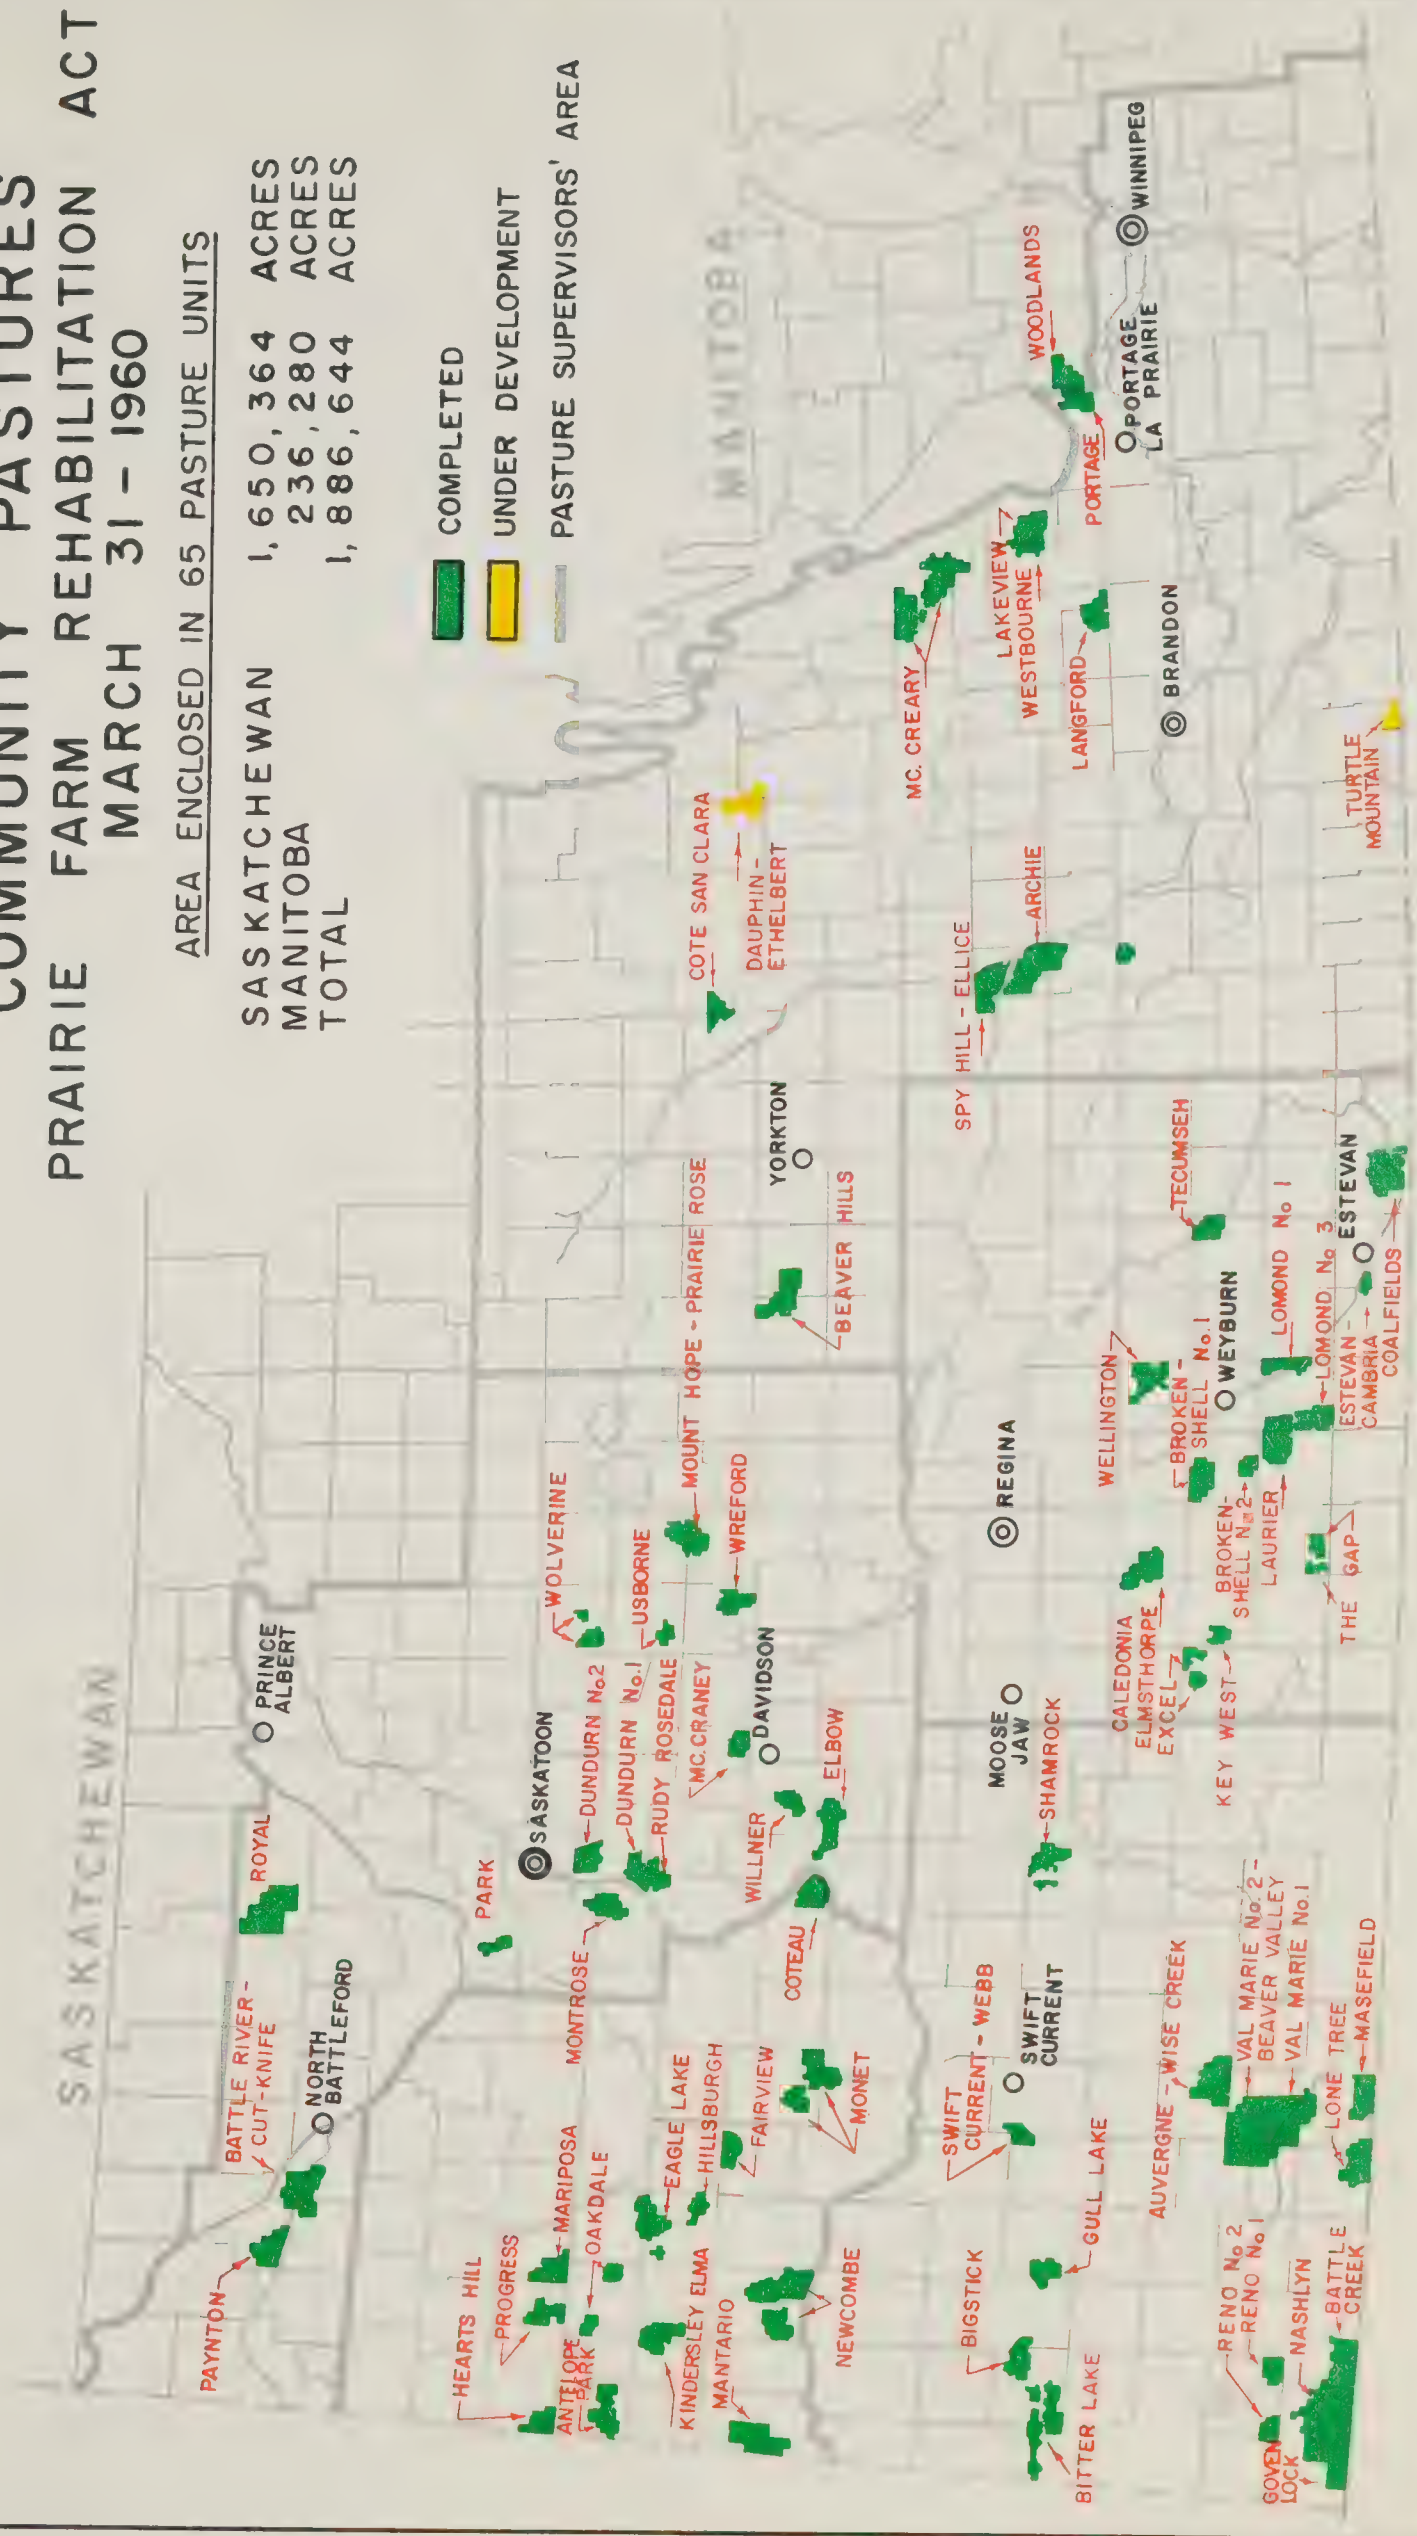 COMMUNITY PASTURES
PRAIRIE FARM REHABILITATION ACT
MARCH 31 - 1960
AREA ENCLOSED IN 65 PASTURE UNITS
SASKATCHEWAN 1,650,364 ACRES
MANITOBA 236,280 ACRES
TOTAL 1,886,644 ACRES
COMPLETED
UNDER DEVELOPMENT
PASTURE SUPERVISORS' AREA
SASKATCHEWAN
MANITOBA
PAYNTON
BATTLE RIVER-
CUT-KNIFE
NORTH
BATTLEFORD
ROYAL
PRINCE
ALBERT
HEARTS HILL
PROGRESS
ANTELOPE
PARK
MARIPOSA
OAKDALE
PARK
SASKATOON
MONTROSE
DUNDURN No.2
DUNDURN No.1
RUDY ROSEDALE
WOLVERINE
USBORNE
MC.CRANEY
MOUNT HOPE - PRAIRIE ROSE
WREFORD
DAVIDSON
KINDERSLEY ELMA
MANTARIO
EAGLE LAKE
HILLSBURGH
FAIRVIEW
NEWCOMBE
MONET
COTEAU
WILLNER
ELBOW
BEAVER HILLS
YORKTON
COTE SAN CLARA
DAUPHIN -
ETHELBERT
MC. CREARY
LAKEVIEW
WESTBOURNE
LANGFORD
WOODLANDS
PORTAGE
PORTAGE
LA PRAIRIE
WINNIPEG
BRANDON
SPY HILL - ELLICE
ARCHIE
TURTLE
MOUNTAIN
BIGSTICK
BITTER LAKE
GULL LAKE
SWIFT
CURRENT - WEBB
SWIFT
CURRENT
SHAMROCK
MOOSE
JAW
REGINA
CALEDONIA
ELMSTHORPE
EXCEL
KEY WEST
WELLINGTON
BROKEN -
SHELL No.1
TECUMSEH
WEYBURN
BROKEN-
SHELL No 2
LAURIER
LOMOND No 1
LOMOND No 3
THE GAP
ESTEVAN -
CAMBRIA
COALFIELDS
ESTEVAN
AUVERGNE - WISE CREEK
VAL MARIE No.2-
BEAVER VALLEY
VAL MARIE No.1
LONE TREE
MASEFIELD
RENO No 2
RENO No 1
NASHLYN
BATTLE
CREEK
GOVEN
LOCK